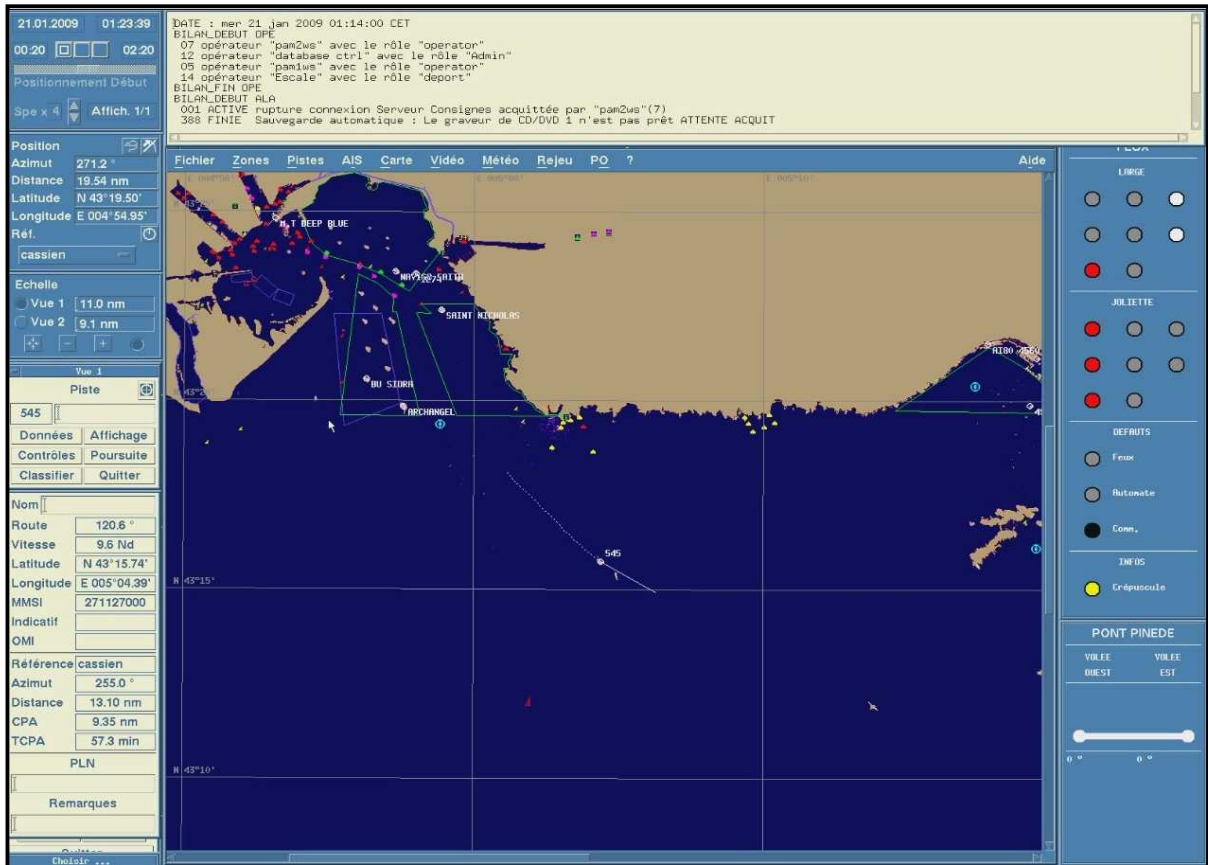 21.01.2009 01:23:39
00:20 02:20
Positionnement Début
Spe x 4 Affich. 1/1
DATE : mer 21 jan 2009 01:14:00 CET
BILAN_DEBUT OPE
07 opérateur "pam2ws" avec le rôle "operator"
12 opérateur "database ctrl" avec le rôle "Admin"
05 opérateur "pam1ws" avec le rôle "operator"
14 opérateur "Escale" avec le rôle "deport"
BILAN_FIN OPE
BILAN_DEBUT ALA
001 ACTIVE rupture connexion Serveur Consignes acquittée par "pam2ws"(7)
388 FINIE Sauvegarde automatique : Le graveur de CD/DVD 1 n'est pas prêt ATTENTE ACQUIT
Position
Azimut 271.2 °
Distance 19.54 nm
Latitude N 43°19.50'
Longitude E 004°54.95'
Réf.
cassien
Echelle
Vue 1 11.0 nm
Vue 2 9.1 nm
Vue 1
Piste
545
Données Affichage
Contrôles Poursuite
Classifier Quitter
Nom
Route 120.6 °
Vitesse 9.6 Nd
Latitude N 43°15.74'
Longitude E 005°04.39'
MMSI 271127000
Indicatif
OMI
Référence cassien
Azimut 255.0 °
Distance 13.10 nm
CPA 9.35 nm
TCPA 57.3 min
PLN
Remarques
Quitter
Choisir ...
Fichier Zones Pistes AIS Carte Vidéo Météo Rejeu PO ? Aide
E 005°00' E 005°10'
M.T DEEP BLUE
SAINT NICHOLAS
BU SIDRA
ARCHANGEL
545
N 43°15'
N 43°10'
FEUX
LARGE
JOLIETTE
DEFAUTS
Feux
Automate
Comm.
INFOS
Crépuscule
PONT PINEDE
VOLEE VOLEE
OUEST EST
0 ° 0 °